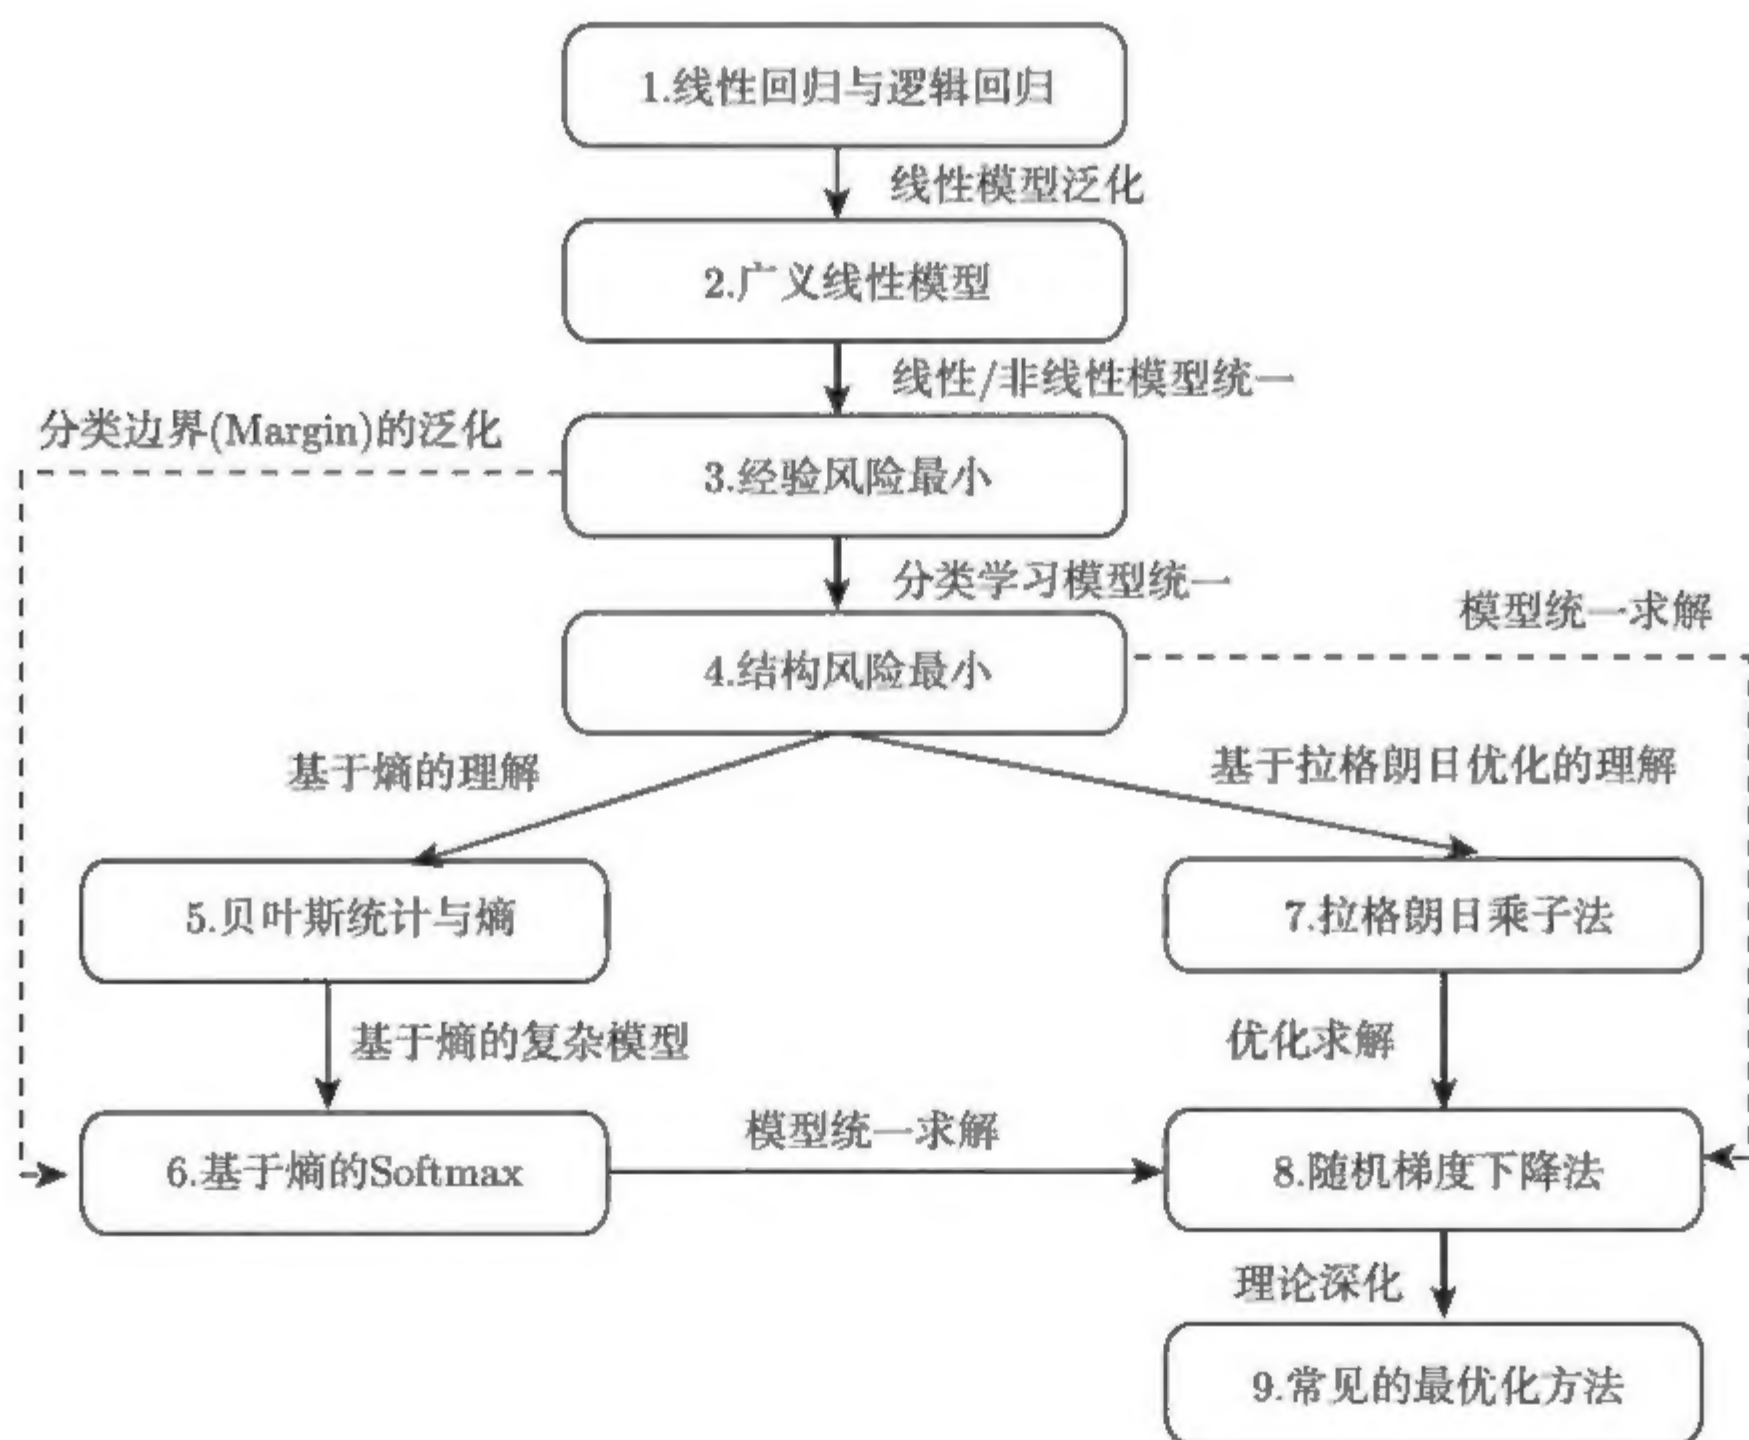 1.线性回归与逻辑回归
线性模型泛化
2.广义线性模型
线性/非线性模型统一
分类边界(Margin)的泛化
3.经验风险最小
分类学习模型统一
模型统一求解
4.结构风险最小
基于熵的理解
基于拉格朗日优化的理解
5.贝叶斯统计与熵
7.拉格朗日乘子法
基于熵的复杂模型
优化求解
模型统一求解
6.基于熵的Softmax
8.随机梯度下降法
理论深化
9.常见的最优化方法